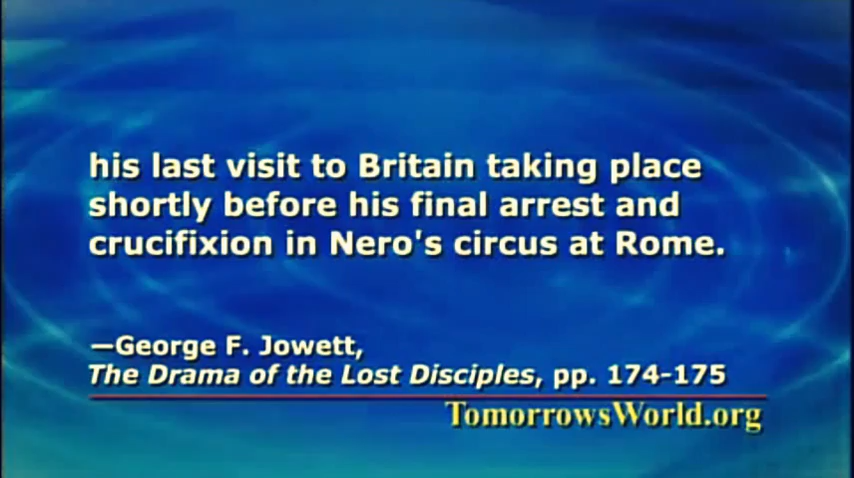 his last visit to Britain taking place
shortly before his final arrest and
crucifixion in Nero's circus at Rome.
—George F. Jowett,
The Drama of the Lost Disciples, pp. 174-175
TomorrowsWorld.org